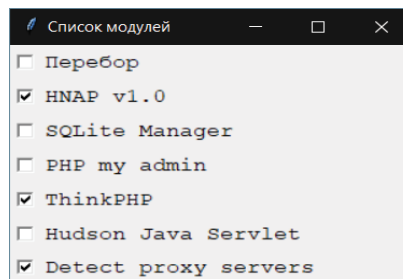 Список модулей
Перебор
HNAP v1.0
SQLite Manager
PHP my admin
ThinkPHP
Hudson Java Servlet
Detect proxy servers